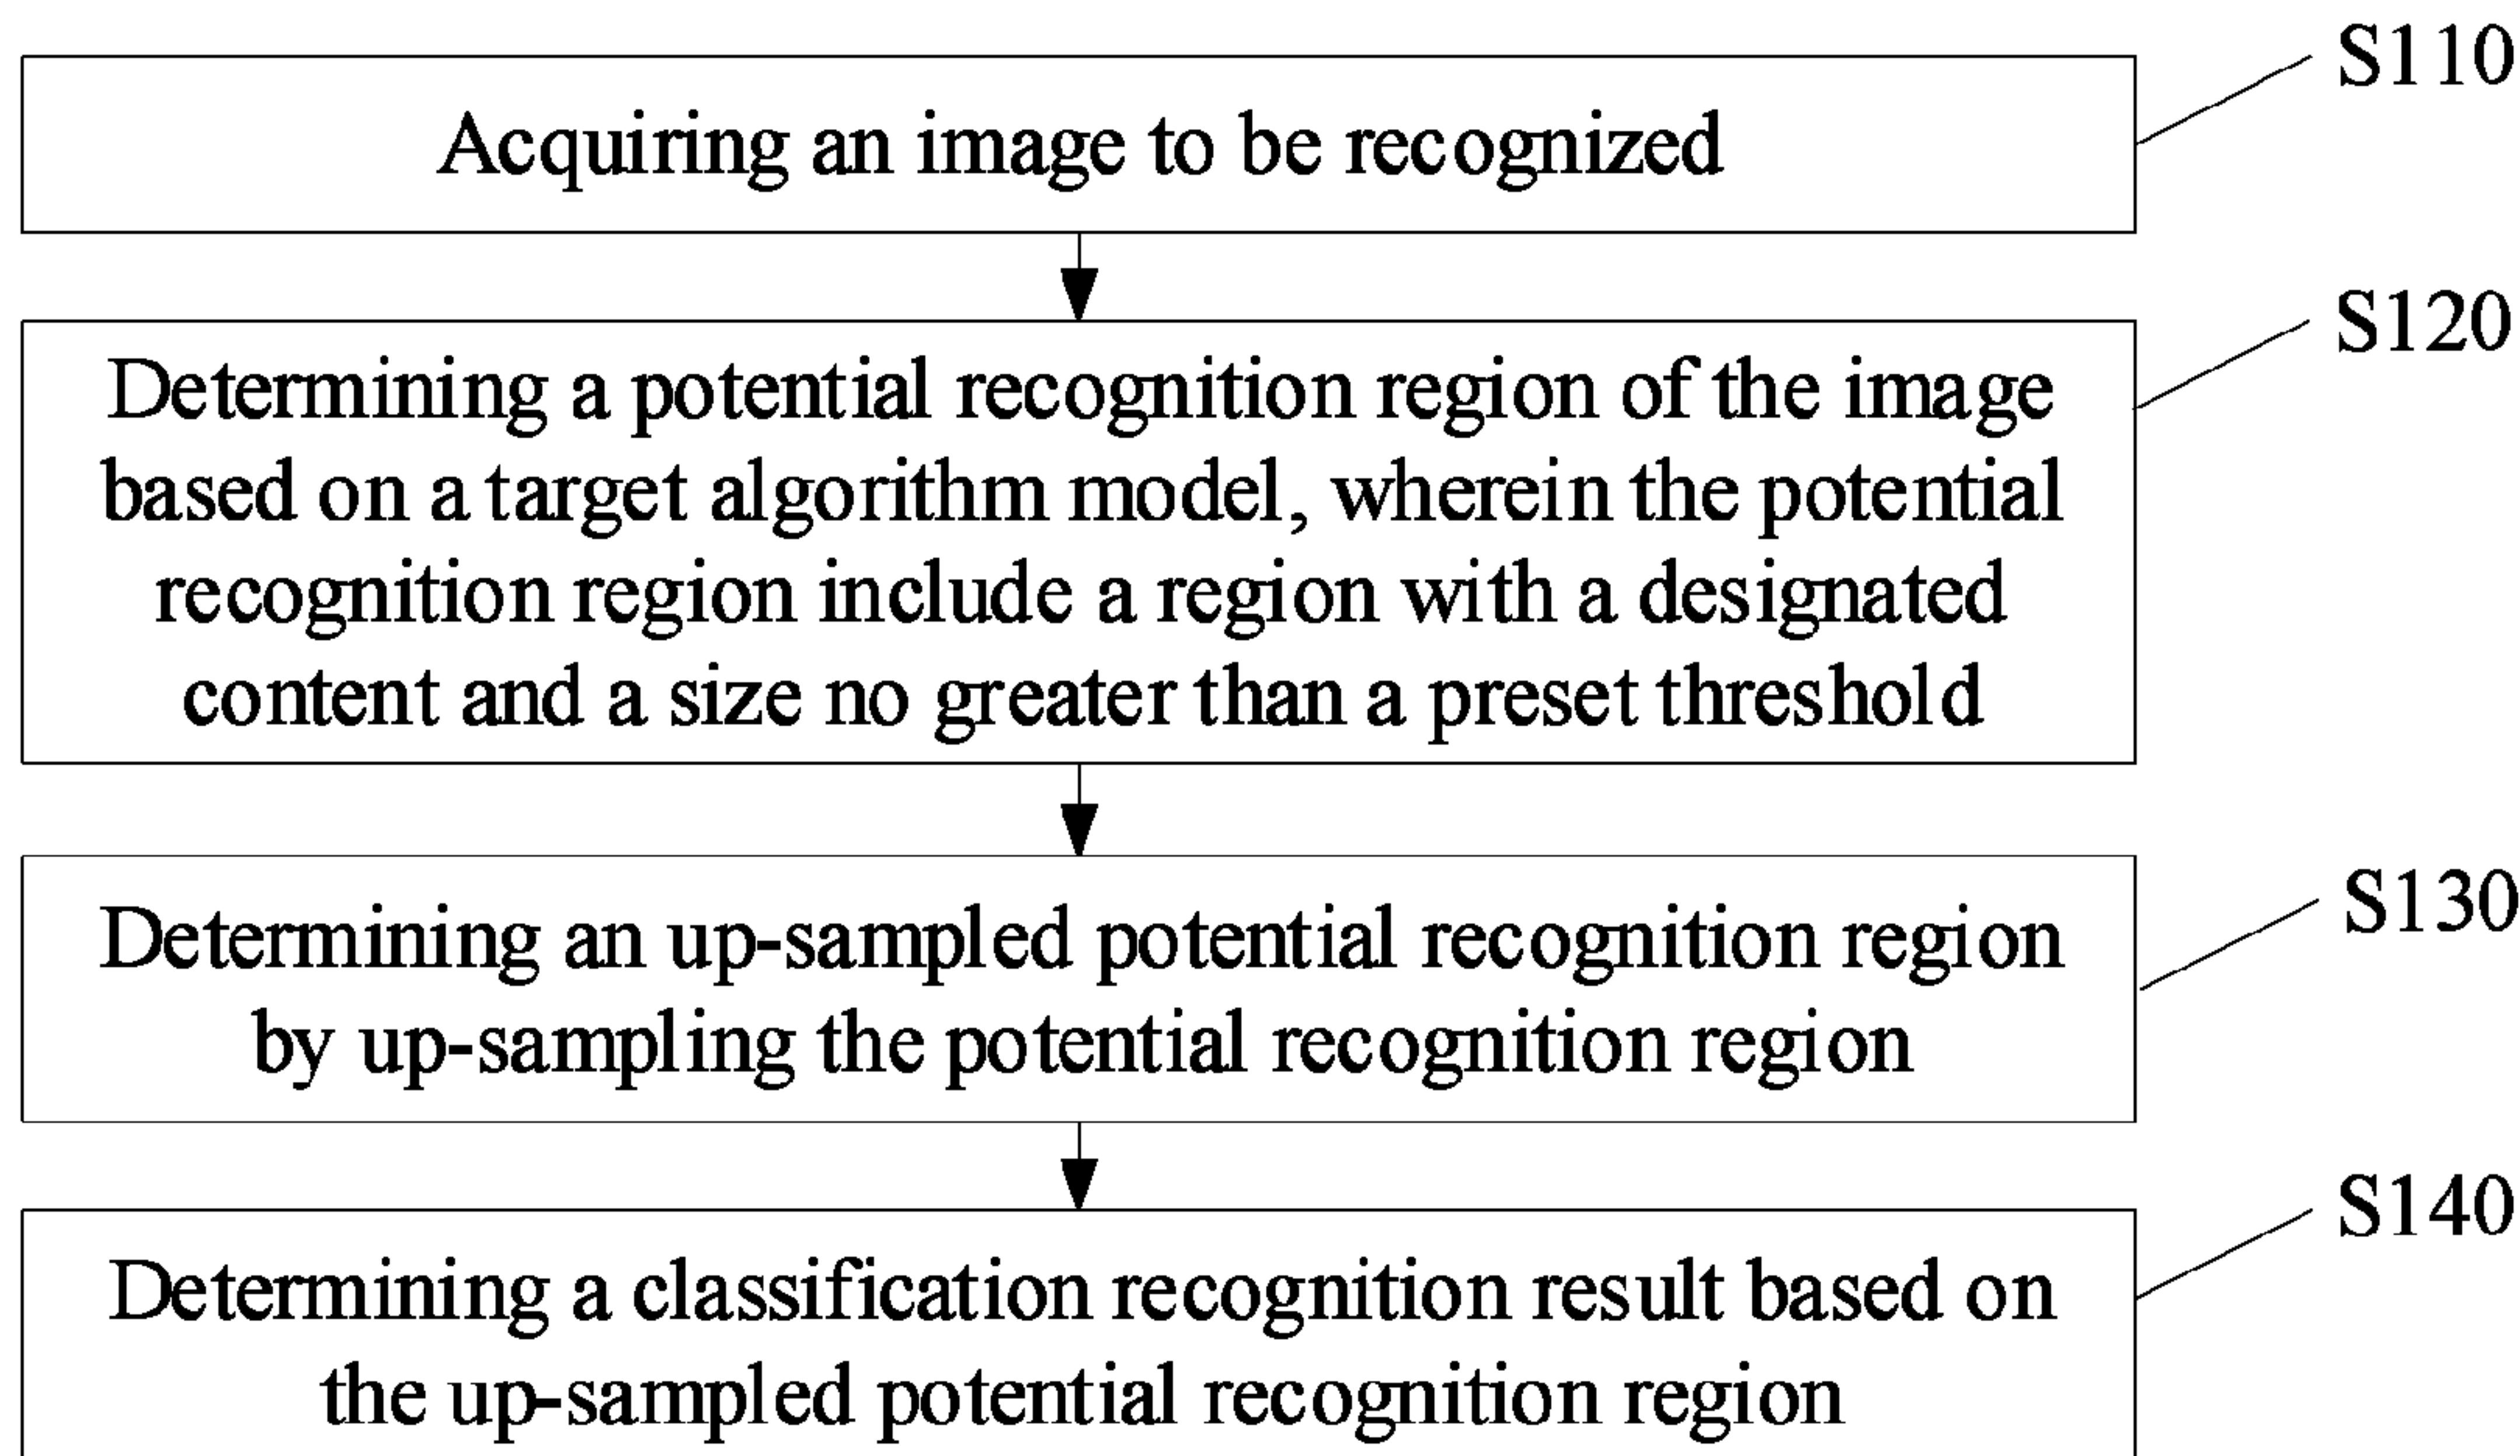 S110
Acquiring an image to be recognized
S120
Determining a potential recognition region of the image
based on a target algorithm model, wherein the potential
recognition region include a region with a designated
content and a size no greater than a preset threshold
S130
Determining an up-sampled potential recognition region
by up-sampling the potential recognition region
S140
Determining a classification recognition result based on
the up-sampled potential recognition region